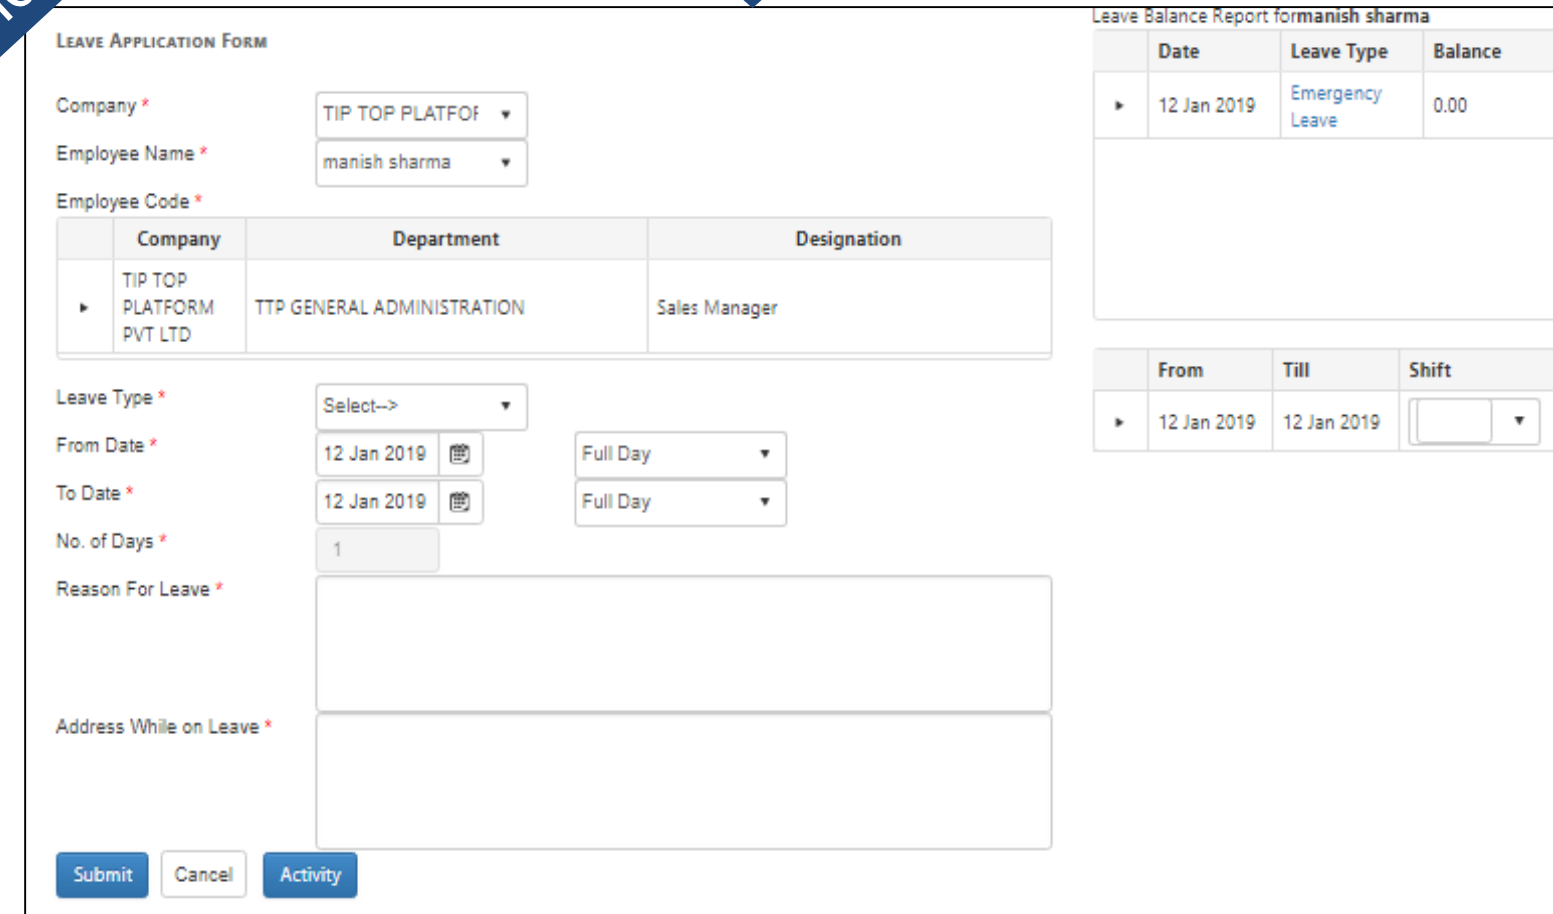 LEAVE APPLICATION FORM
Company *
TIP TOP PLATFOF
Employee Name *
manish sharma
Employee Code *
Company Department Designation
TIP TOP
PLATFORM
PVT LTD
TTP GENERAL ADMINISTRATION
Sales Manager
Leave Type *
Select-->
From Date *
12 Jan 2019
Full Day
To Date *
12 Jan 2019
Full Day
No. of Days *
1
Reason For Leave *
Address While on Leave *
Submit Cancel Activity
Leave Balance Report formanish sharma
Date Leave Type Balance
12 Jan 2019
Emergency
Leave
0.00
From Till Shift
12 Jan 2019 12 Jan 2019